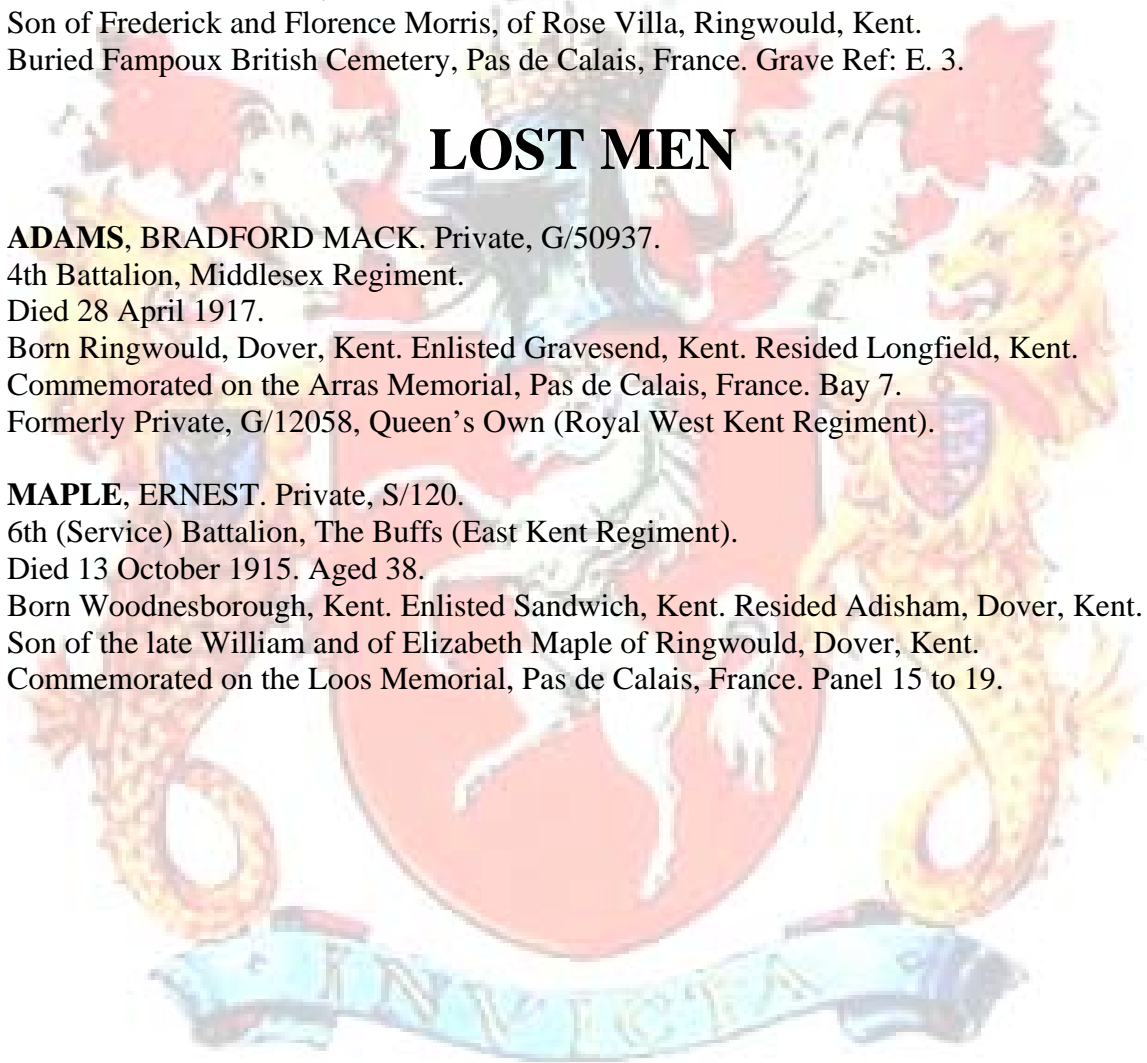 Son of Frederick and Florence Morris, of Rose Villa, Ringwould, Kent.
Buried Fampoux British Cemetery, Pas de Calais, France. Grave Ref: E. 3.
LOST MEN
ADAMS, BRADFORD MACK. Private, G/50937.
4th Battalion, Middlesex Regiment.
Died 28 April 1917.
Born Ringwould, Dover, Kent. Enlisted Gravesend, Kent. Resided Longfield, Kent.
Commemorated on the Arras Memorial, Pas de Calais, France. Bay 7.
Formerly Private, G/12058, Queen’s Own (Royal West Kent Regiment).
MAPLE, ERNEST. Private, S/120.
6th (Service) Battalion, The Buffs (East Kent Regiment).
Died 13 October 1915. Aged 38.
Born Woodnesborough, Kent. Enlisted Sandwich, Kent. Resided Adisham, Dover, Kent.
Son of the late William and of Elizabeth Maple of Ringwould, Dover, Kent.
Commemorated on the Loos Memorial, Pas de Calais, France. Panel 15 to 19.
INVICTA